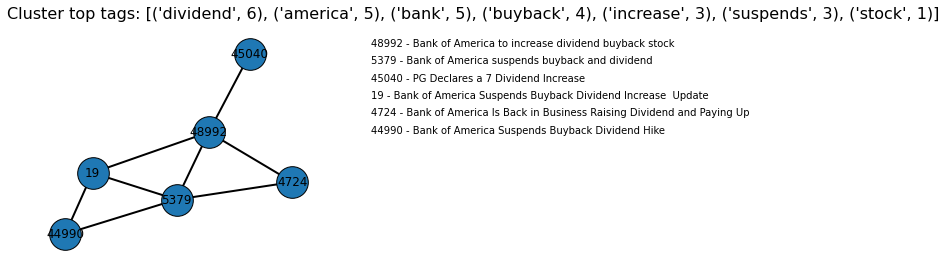 Cluster top tags: [('dividend', 6), ('america', 5), ('bank', 5), ('buyback', 4), ('increase', 3), ('suspends', 3), ('stock', 1)]
45040
48992 - Bank of America to increase dividend buyback stock
5379 - Bank of America suspends buyback and dividend
45040 - PG Declares a 7 Dividend Increase
19 - Bank of America Suspends Buyback Dividend Increase  Update
4724 - Bank of America Is Back in Business Raising Dividend and Paying Up
44990 - Bank of America Suspends Buyback Dividend Hike
48992
19
4724
5379
44990